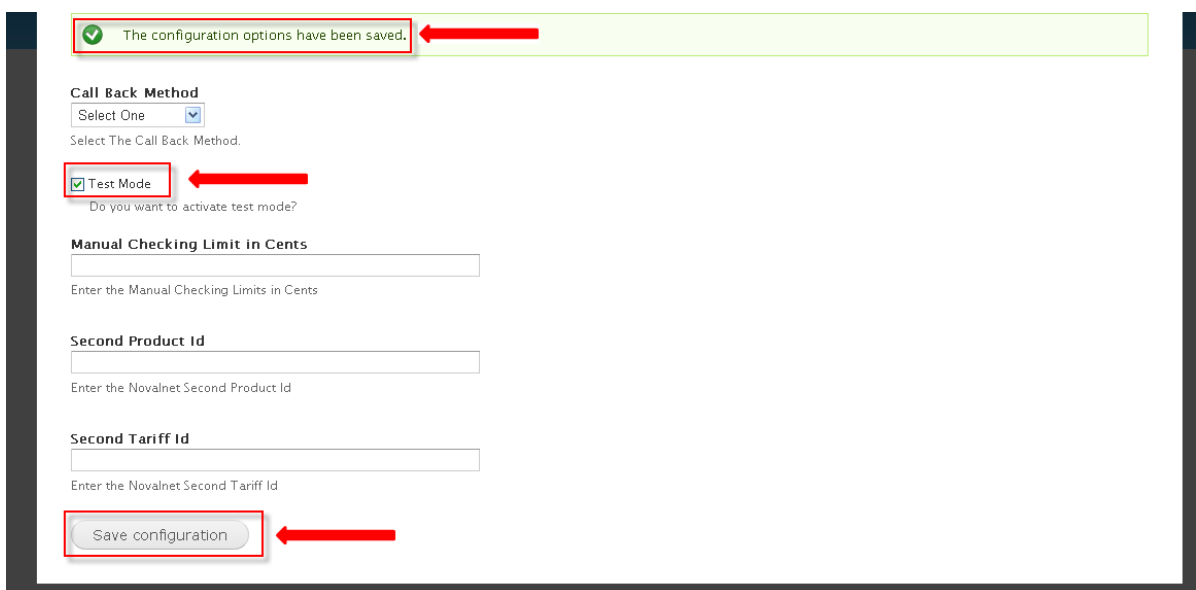 The configuration options have been saved.
Call Back Method
Select One
Select The Call Back Method.
Test Mode
Do you want to activate test mode?
Manual Checking Limit in Cents
Enter the Manual Checking Limits in Cents
Second Product Id
Enter the Novalnet Second Product Id
Second Tariff Id
Enter the Novalnet Second Tariff Id
Save configuration